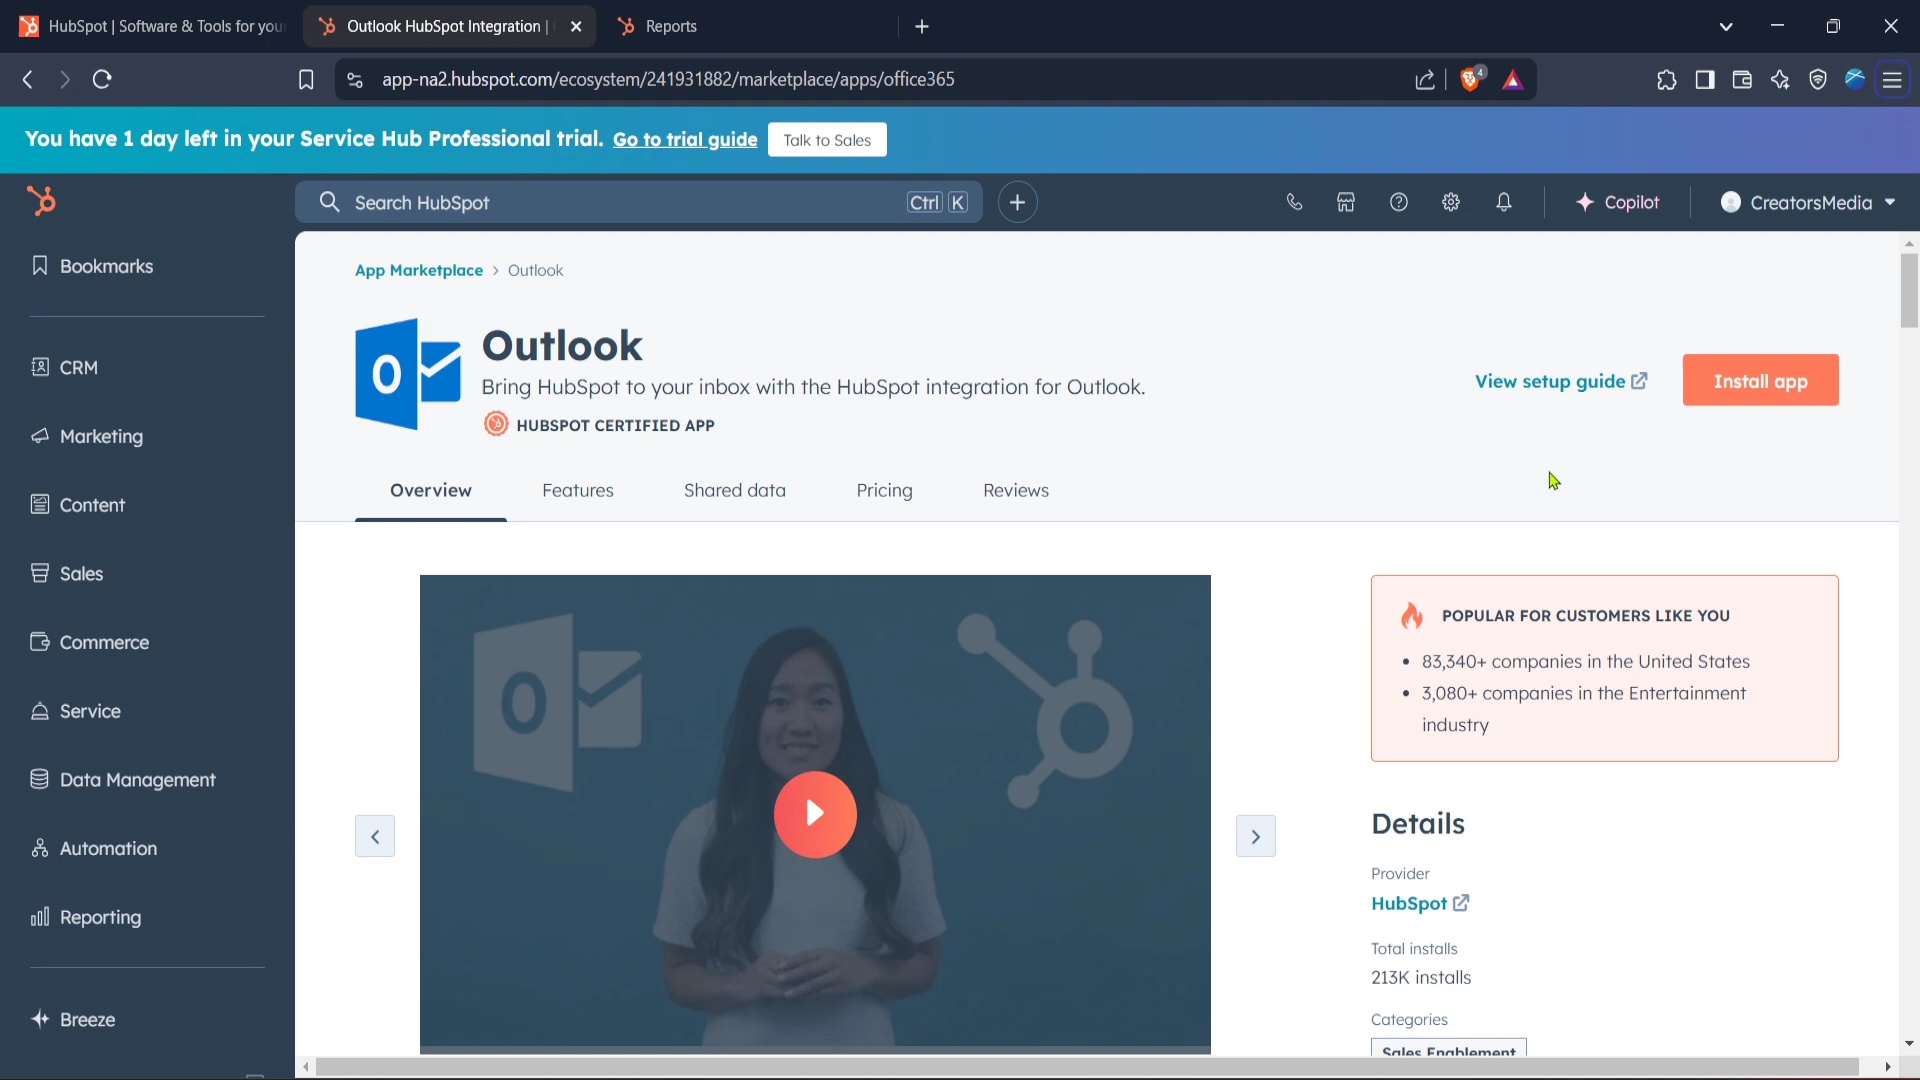 HubSpot | Software & Tools for your
Outlook HubSpot Integration |
Reports
app-na2.hubspot.com/ecosystem/241931882/marketplace/apps/office365
4
You have 1 day left in your Service Hub Professional trial. Go to trial guide Talk to Sales
Search HubSpot Ctrl K
Copilot
CreatorsMedia
Bookmarks
CRM
Marketing
Content
Sales
Commerce
Service
Data Management
Automation
Reporting
Breeze
App Marketplace > Outlook
Outlook
Bring HubSpot to your inbox with the HubSpot integration for Outlook.
HUBSPOT CERTIFIED APP
View setup guide
Install app
Overview Features Shared data Pricing Reviews
POPULAR FOR CUSTOMERS LIKE YOU
• 83,340+ companies in the United States
• 3,080+ companies in the Entertainment
industry
Details
Provider
HubSpot
Total installs
213K installs
Categories
Sales Enablement